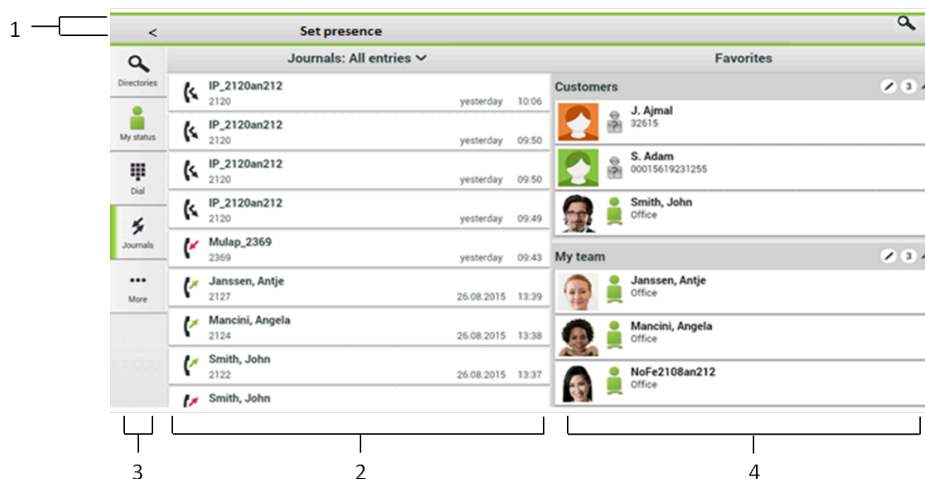 1
< Set presence
Directories
My status
Dial
Journals
More
Journals: All entries
IP_2120an212
2120 yesterday 10:06
IP_2120an212
2120 yesterday 09:50
IP_2120an212
2120 yesterday 09:50
IP_2120an212
2120 yesterday 09:49
Mulap_2369
2369 yesterday 09:43
Janssen, Antje
2127 26.08.2015 13:39
Mancini, Angela
2124 26.08.2015 13:38
Smith, John
2122 26.08.2015 13:37
Smith, John
Favorites
Customers 3
J. Ajmal
32615
S. Adam
00015619231255
Smith, John
Office
My team 3
Janssen, Antje
Office
Mancini, Angela
Office
NoFe2108an212
Office
3 2 4